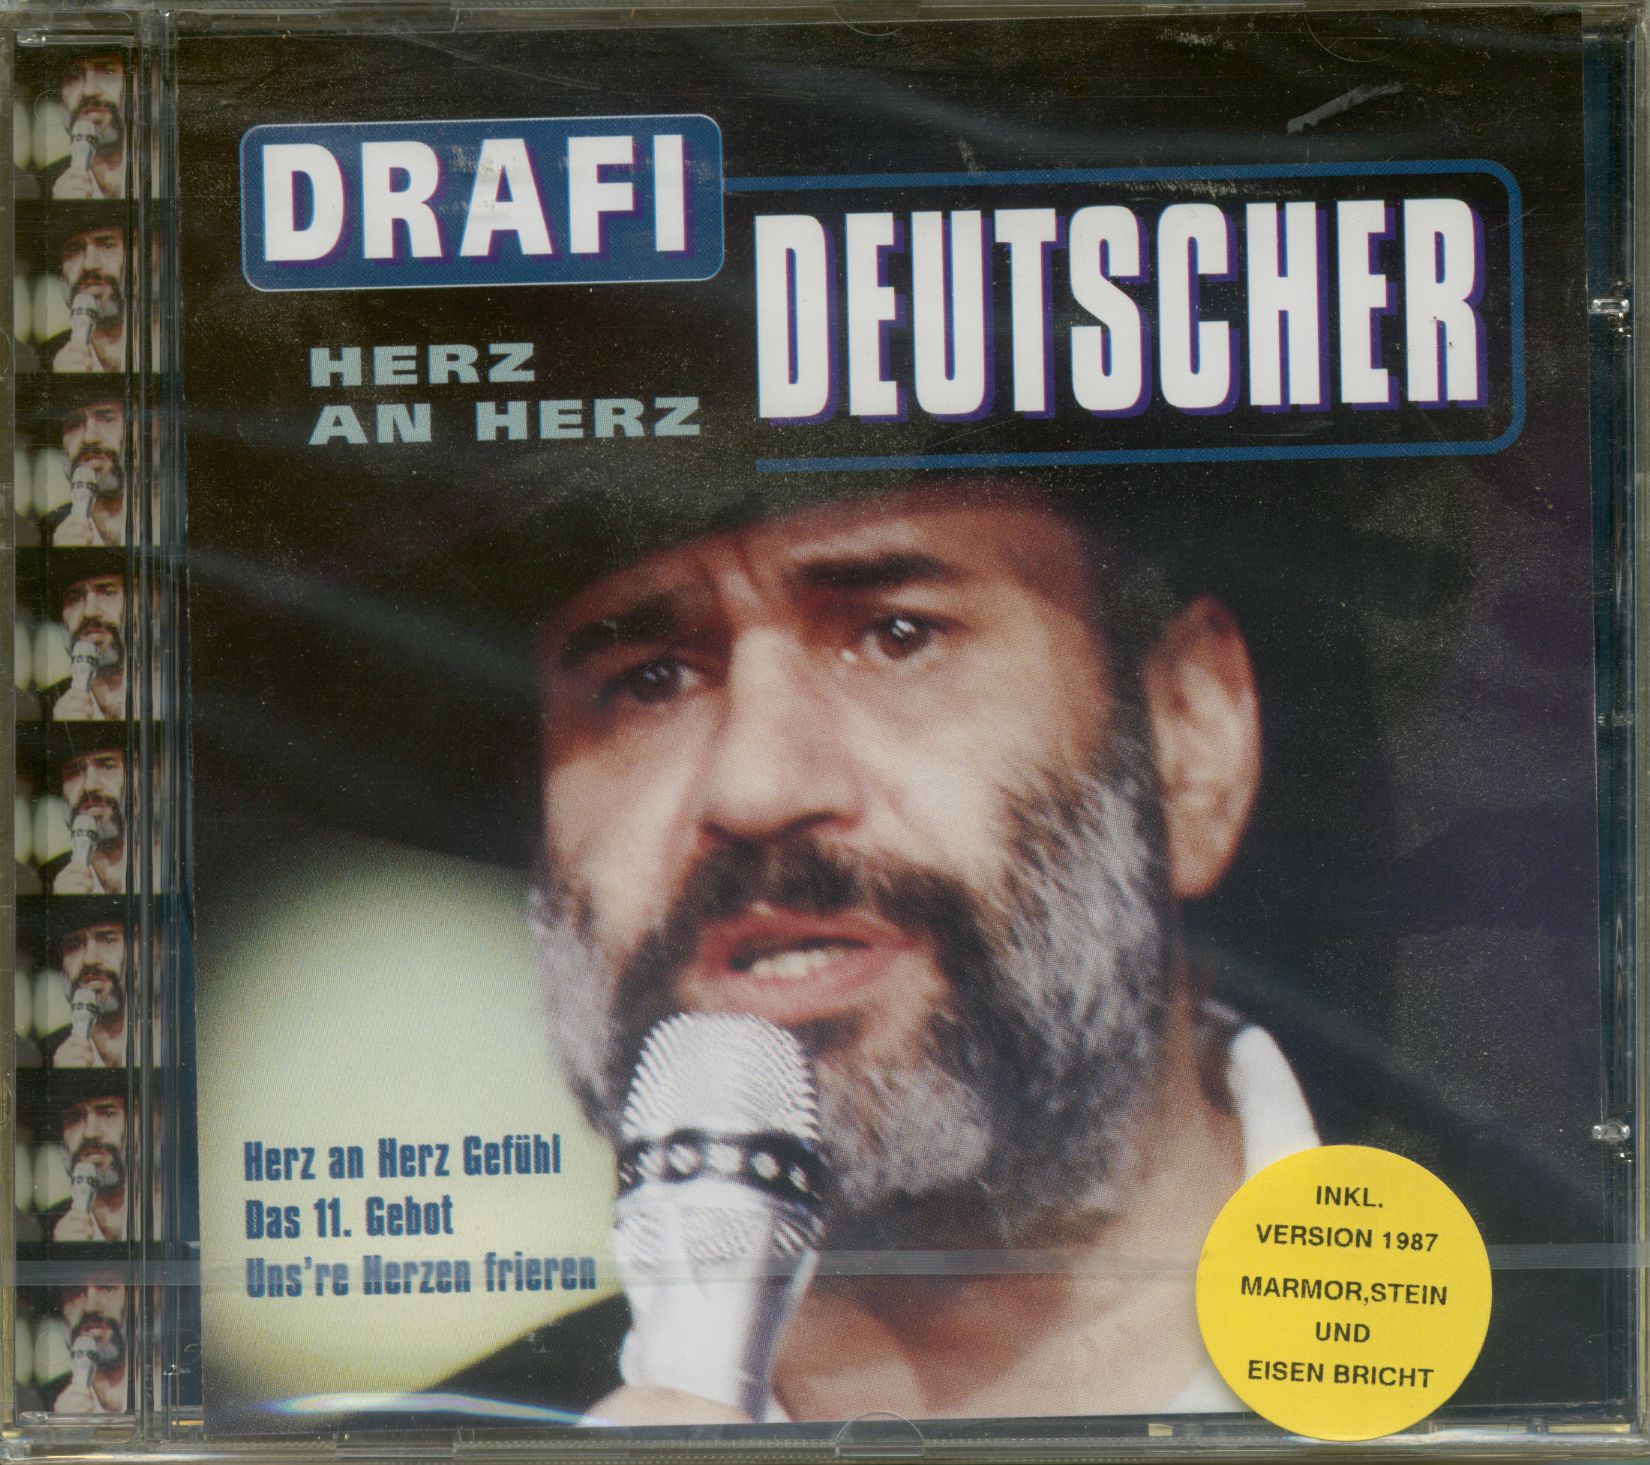 DRAFI
DEUTSCHER
HERZ
AN HERZ
Herz an Herz Gefühl
Das 11. Gebot
Uns're Herzen frieren
INKL.
VERSION 1987
MARMOR,STEIN
UND
EISEN BRICHT